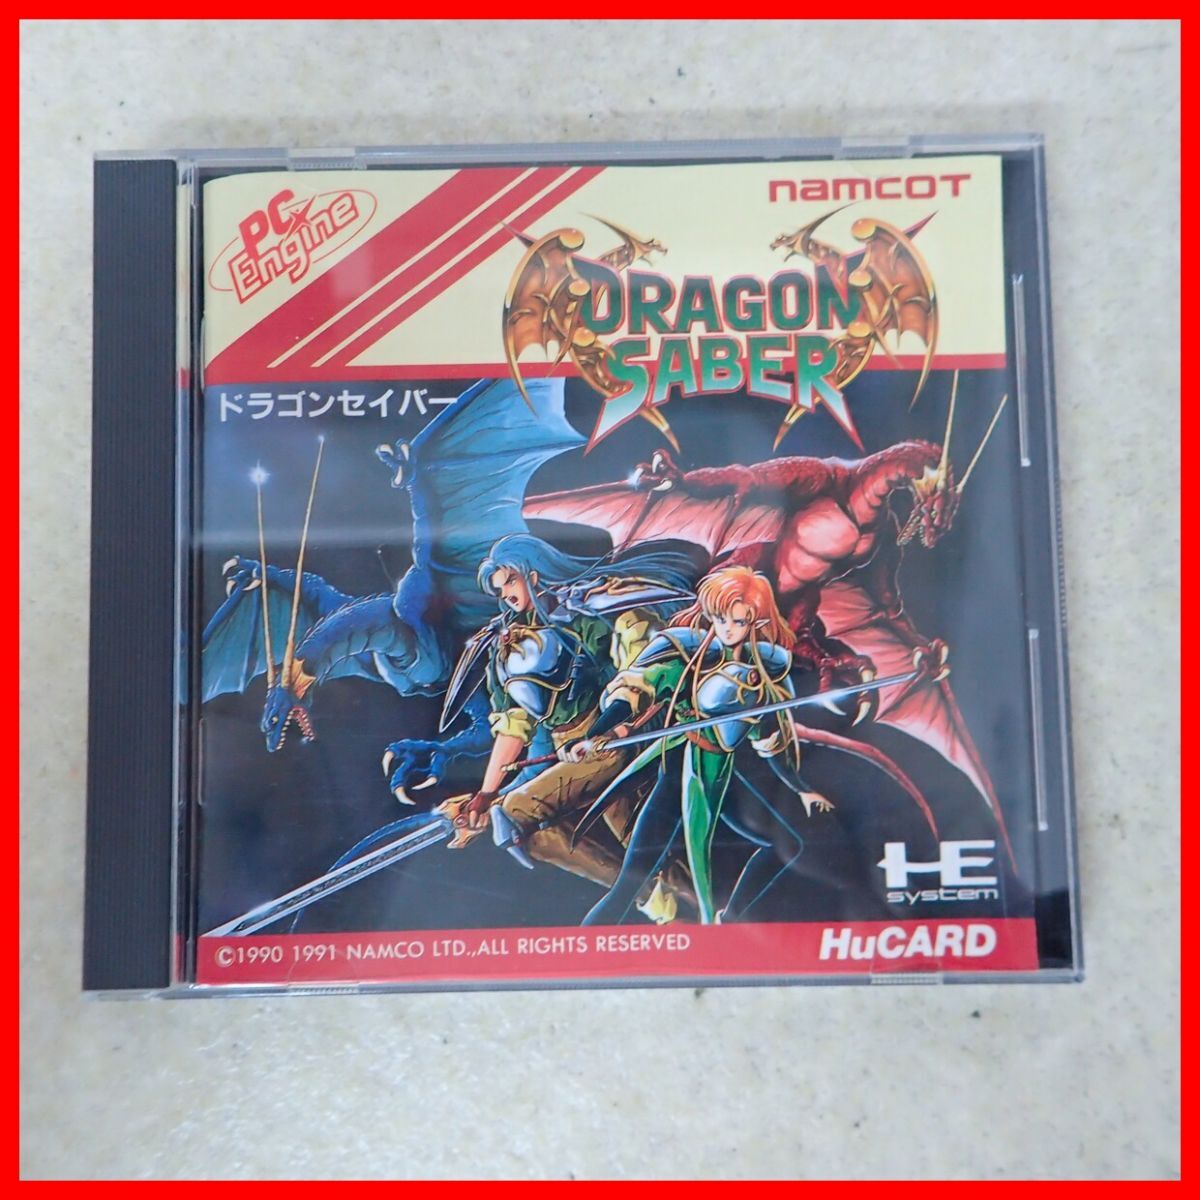 PC Engine
namcoT
DRAGON
SABER
ドラゴンセイバー
HE
system
©1990 1991 NAMCO LTD.,ALL RIGHTS RESERVED
HuCARD